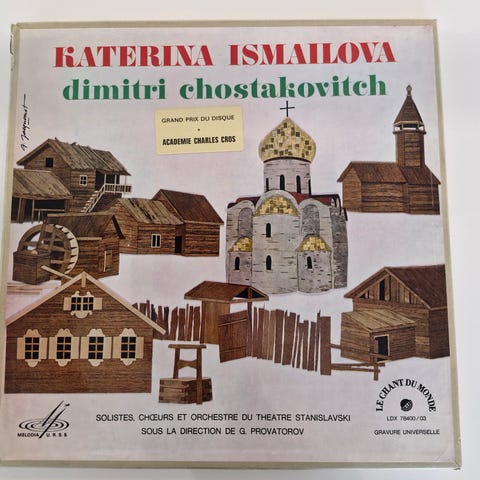 KATERINA ISMAILOVA
dimitri chostakovitch
GRAND PRIX DU DISQUE
•
ACADEMIE CHARLES CROS
SOLISTES, CHŒURS ET ORCHESTRE DU THEATRE STANISLAVSKI
SOUS LA DIRECTION DE G. PROVATOROV
MELODIA U.R.S.S
LE CHANT DU MONDE
LDX 78400/03
GRAVURE UNIVERSELLE